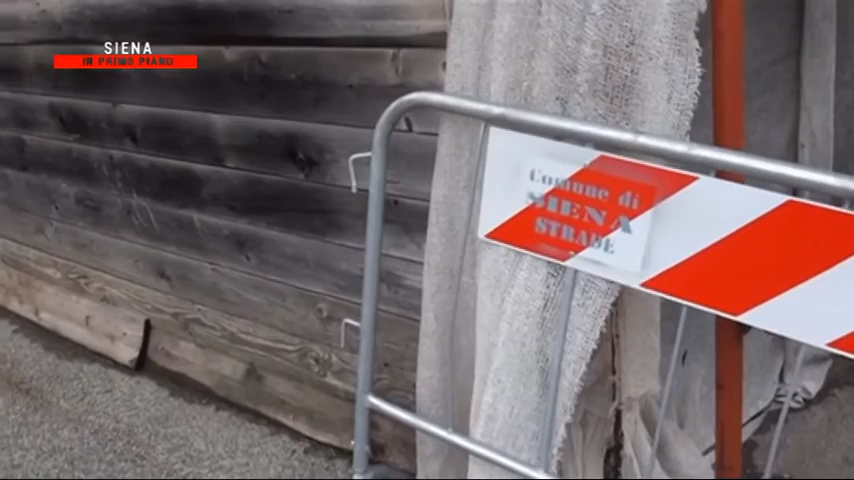 SIENA
IN PRIMO PIANO
Comune di
SIENA
STRADE